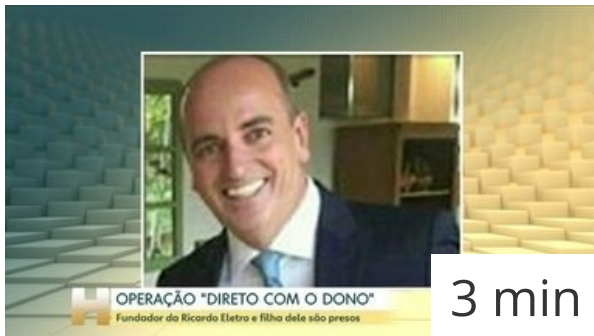 OPERAÇÃO "DIRETO COM O DONO"
H
Fundador da Ricardo Eletro e filha dele são presos
3 min